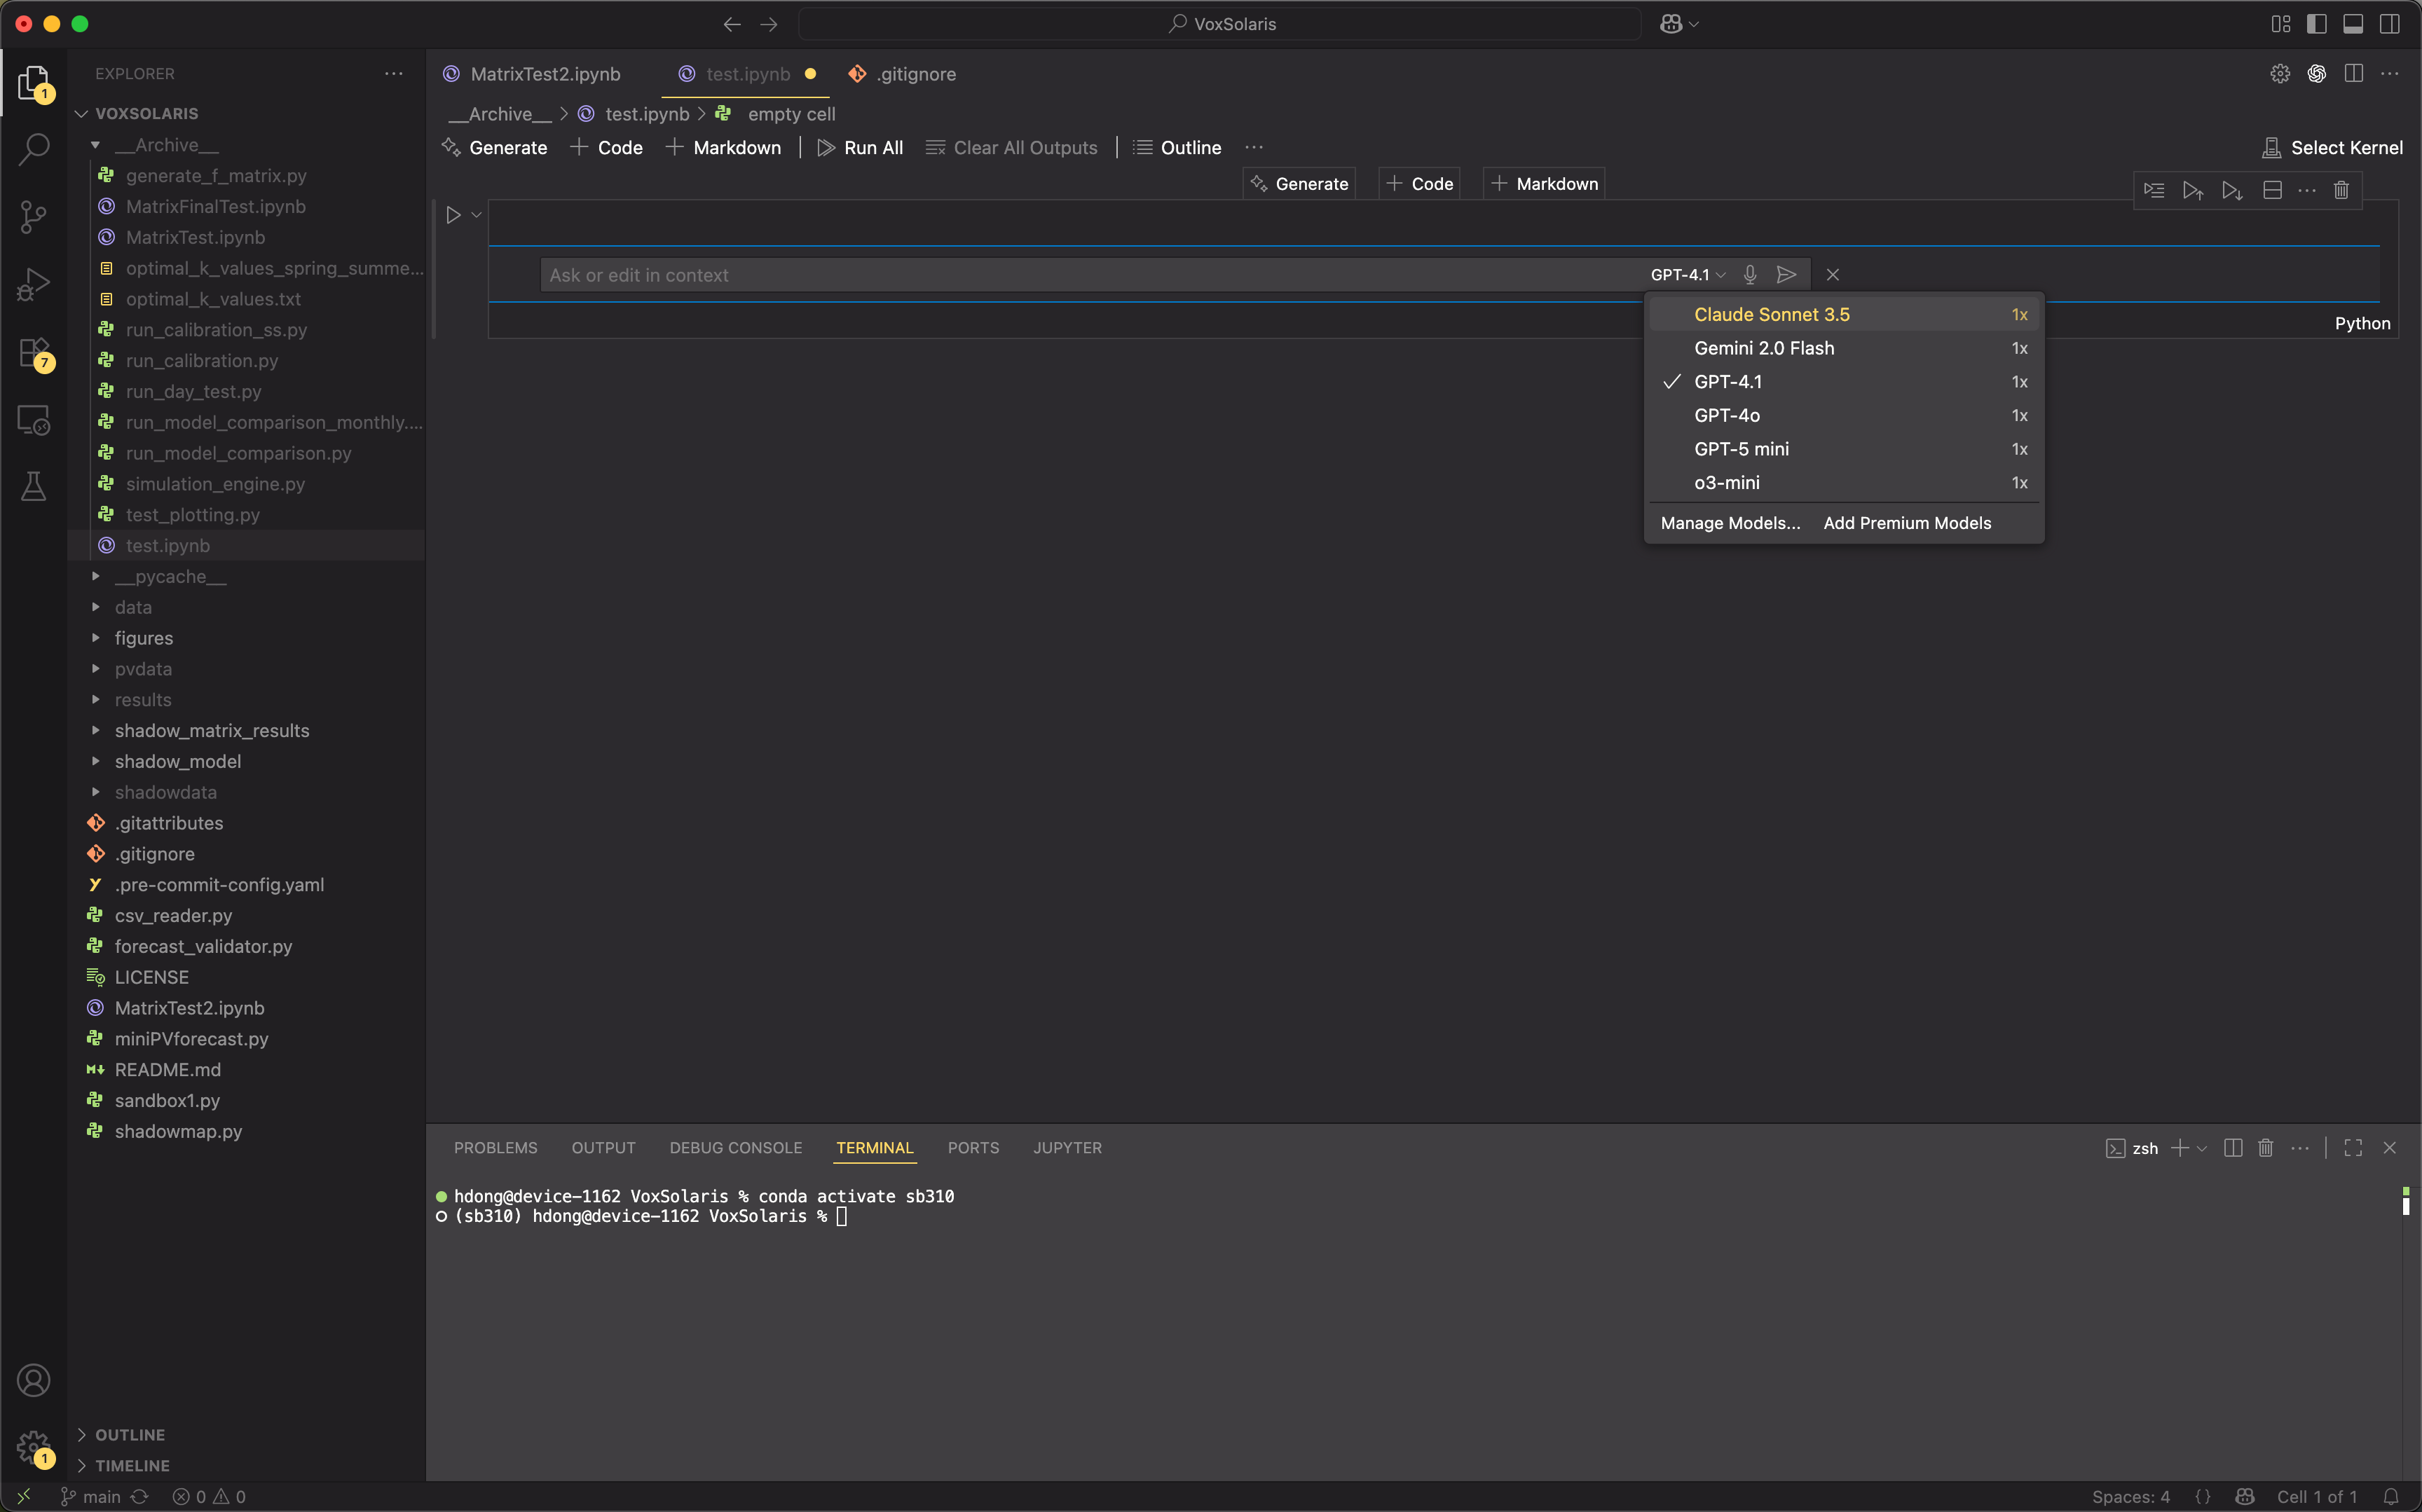 VoxSolaris
EXPLORER
MatrixTest2.ipynb
test.ipynb
.gitignore
1
VOXSOLARIS
__Archive__
generate_f_matrix.py
MatrixFinalTest.ipynb
MatrixTest.ipynb
optimal_k_values_spring_summe...
optimal_k_values.txt
run_calibration_ss.py
run_calibration.py
7
run_day_test.py
run_model_comparison_monthly....
run_model_comparison.py
simulation_engine.py
test_plotting.py
test.ipynb
__pycache__
data
figures
pvdata
results
shadow_matrix_results
shadow_model
shadowdata
.gitattributes
.gitignore
.pre-commit-config.yaml
csv_reader.py
forecast_validator.py
LICENSE
MatrixTest2.ipynb
miniPVforecast.py
README.md
sandbox1.py
shadowmap.py
OUTLINE
TIMELINE
1
__Archive__ > test.ipynb > empty cell
Generate + Code + Markdown Run All Clear All Outputs Outline ...
Select Kernel
Generate + Code + Markdown
Ask or edit in context
GPT-4.1
Claude Sonnet 3.5 1x
Gemini 2.0 Flash 1x
GPT-4.1 1x
GPT-4o 1x
GPT-5 mini 1x
o3-mini 1x
Manage Models... Add Premium Models
Python
PROBLEMS OUTPUT DEBUG CONSOLE TERMINAL PORTS JUPYTER
zsh
hdong@device-1162 VoxSolaris % conda activate sb310
(sb310) hdong@device-1162 VoxSolaris %
main 0 0
Spaces: 4 {} Cell 1 of 1